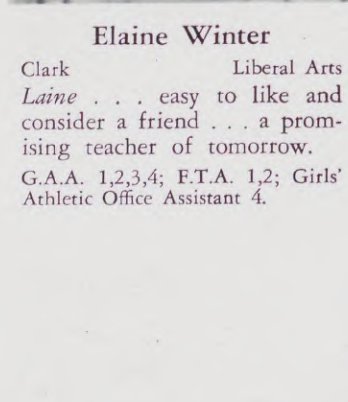 Elaine Winter
Clark Liberal Arts
Laine . . . easy to like and
consider a friend . . . a prom-
ising teacher of tomorrow.
G.A.A. 1,2,3,4; F.T.A. 1,2; Girls'
Athletic Office Assistant 4.